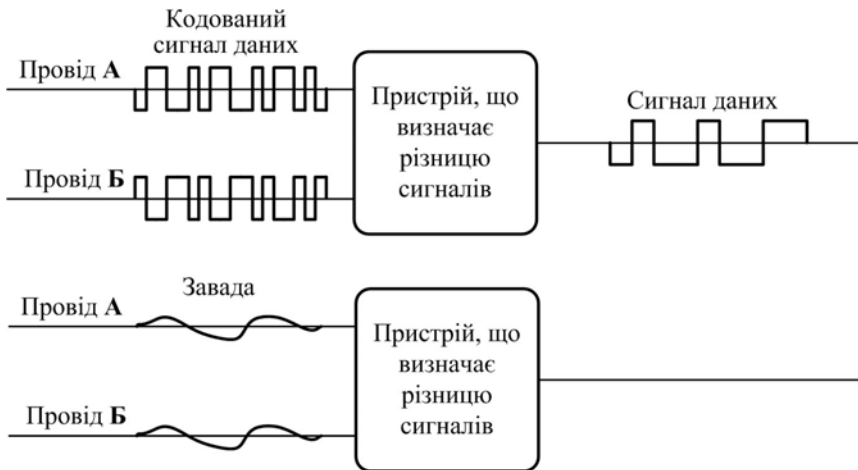 Кодований
сигнал даних
Провід А
Провід Б
Пристрій, що
визначає
різницю
сигналів
Сигнал даних
Провід А
Завада
Провід Б
Пристрій, що
визначає
різницю
сигналів